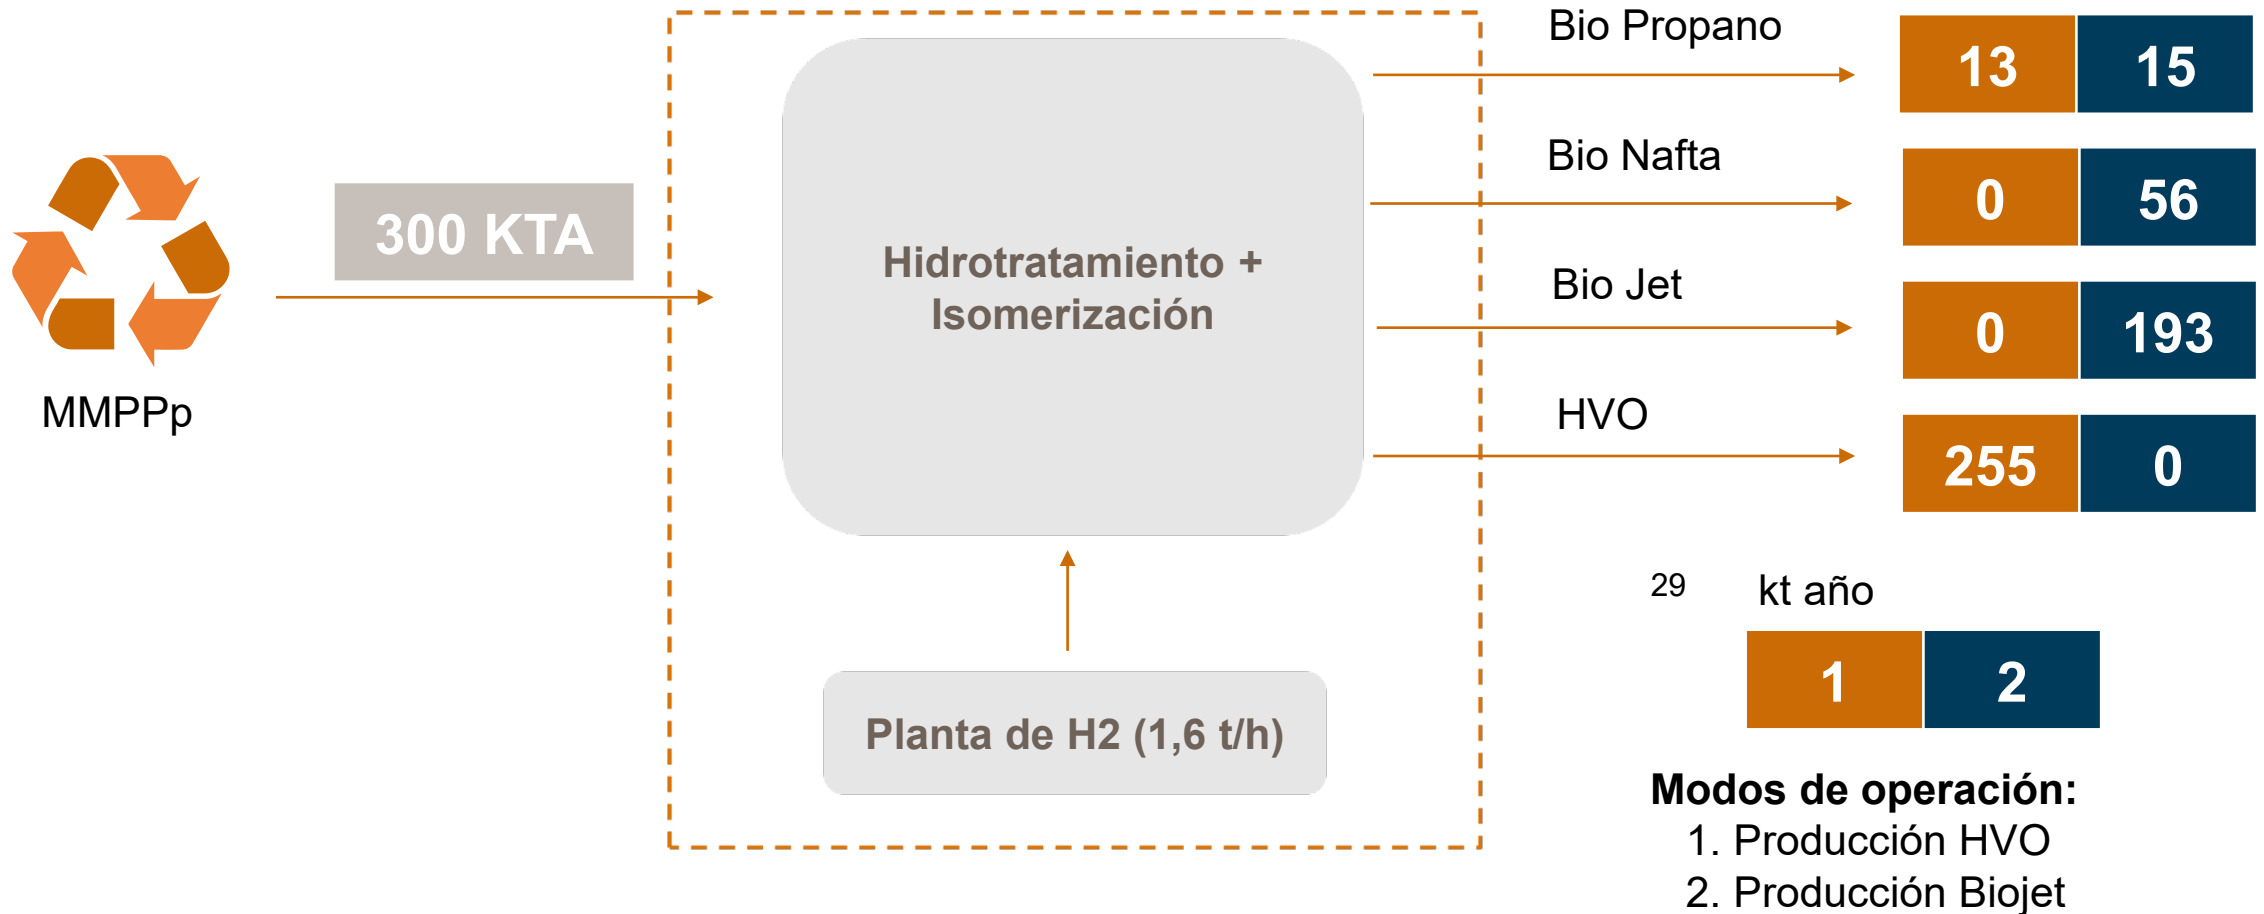 Bio Propano
13 15
Bio Nafta
0 56
300 KTA
Hidrotratamiento +
Isomerización
Bio Jet
0 193
MMPPp
HVO
255 0
29 kt año
1 2
Planta de H2 (1,6 t/h)
Modos de operación:
1. Producción HVO
2. Producción Biojet